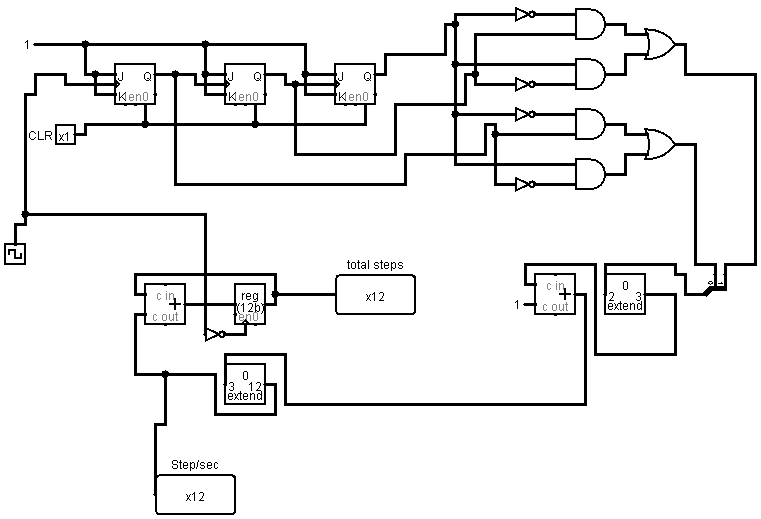 1
J Q J Q J Q
K en0 K en0 K en0
CLR x1
total steps
c in reg x12 c in 0
+ (12b) 1 + 2 3
c out en0 c out extend
0
3 12
extend
Step/sec
x12